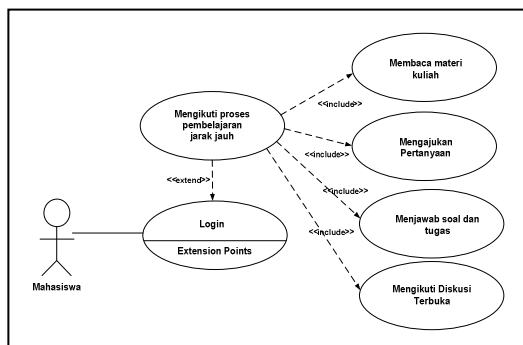 Membaca materi
kuliah
<<include>>
Mengikuti proses
pembelajaran
jarak jauh
Mengajukan
Pertanyaan
<<include>>
<<extend>>
<<include>>
Menjawab soal dan
tugas
Login
<<include>>
Extension Points
Mengikuti Diskusi
Terbuka
Mahasiswa